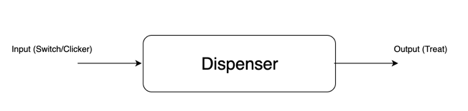 Input (Switch/Clicker)
Dispenser
Output (Treat)